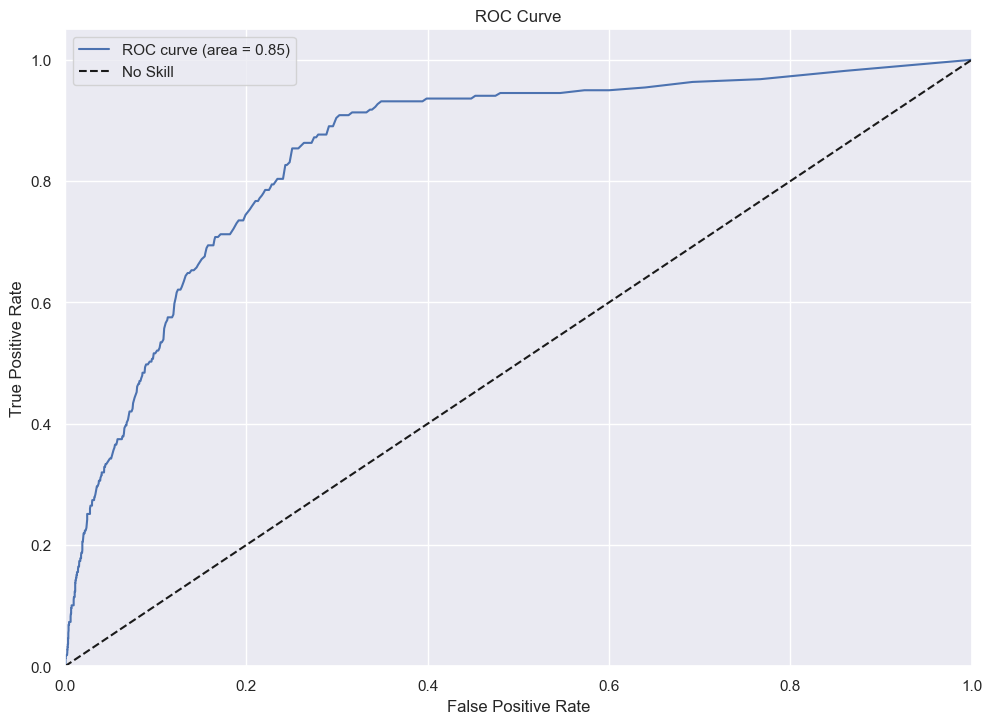 ROC Curve
ROC curve (area = 0.85)
No Skill
1.0
0.8
0.6
0.4
0.2
0.0
True Positive Rate
0.0 0.2 0.4 0.6 0.8 1.0
False Positive Rate